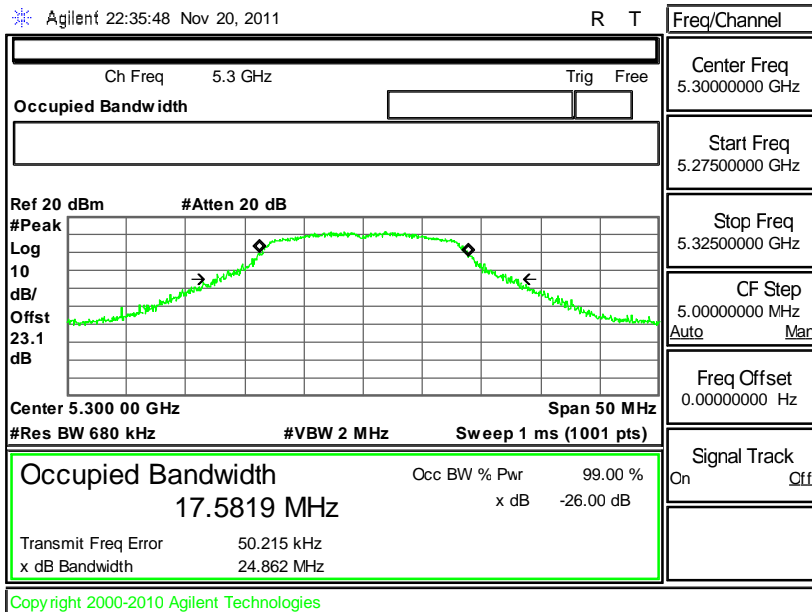 Agilent 22:35:48 Nov 20, 2011 R T
Freq/Channel
Ch Freq 5.3 GHz Trig Free
Occupied Bandwidth
Center Freq
5.30000000 GHz
Start Freq
5.27500000 GHz
Stop Freq
5.32500000 GHz
CF Step
5.00000000 MHz
Auto Man
Freq Offset
0.00000000 Hz
Signal Track
On Off
Ref 20 dBm #Atten 20 dB
#Peak
Log
10
dB/
Offst
23.1
dB
Center 5.300 00 GHz Span 50 MHz
#Res BW 680 kHz #VBW 2 MHz Sweep 1 ms (1001 pts)
Occupied Bandwidth Occ BW % Pwr 99.00 %
17.5819 MHz x dB -26.00 dB
Transmit Freq Error 50.215 kHz
x dB Bandwidth 24.862 MHz
Copyright 2000-2010 Agilent Technologies